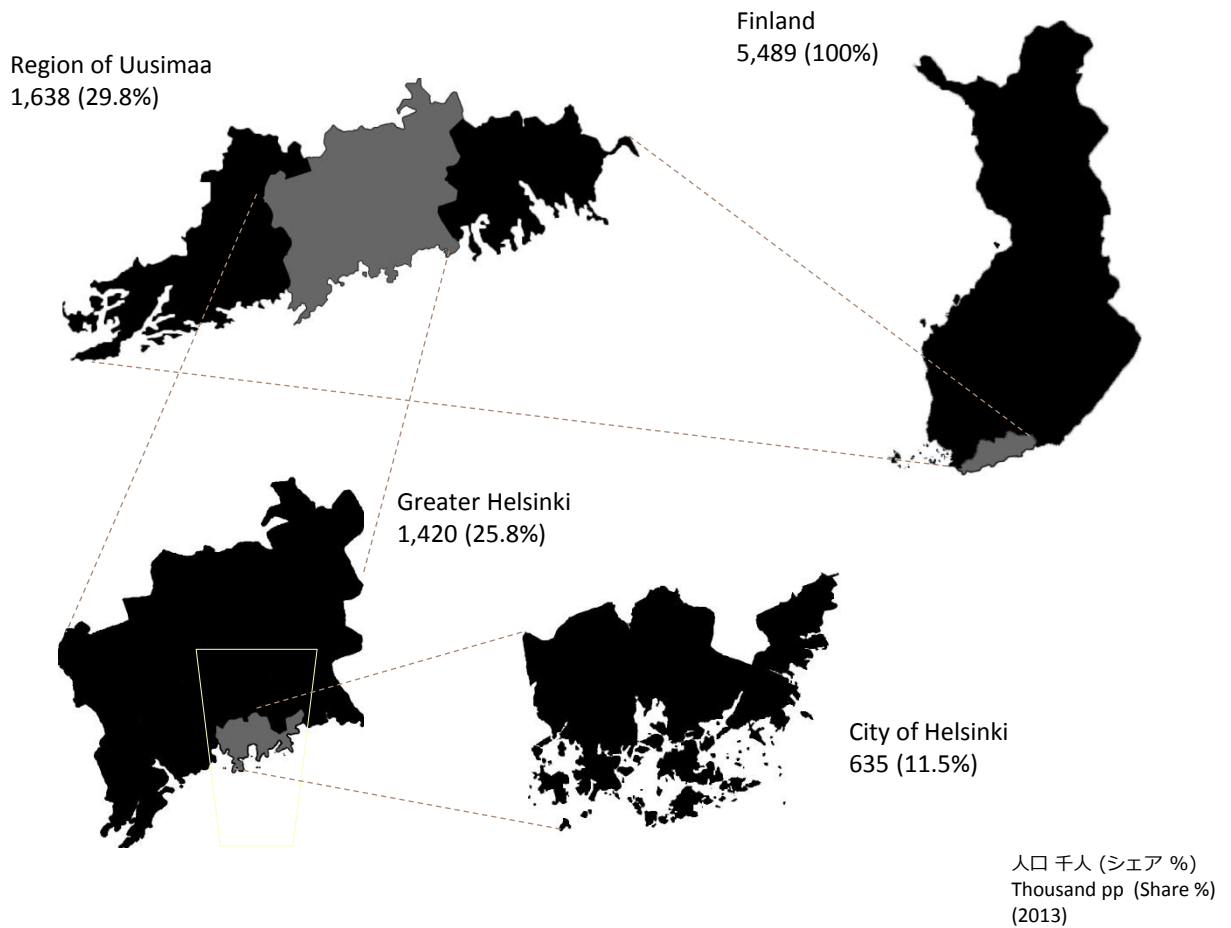 Finland
5,489 (100%)
Region of Uusimaa
1,638 (29.8%)
Greater Helsinki
1,420 (25.8%)
City of Helsinki
635 (11.5%)
人口 千人 (シェア %)
Thousand pp (Share %)
(2013)